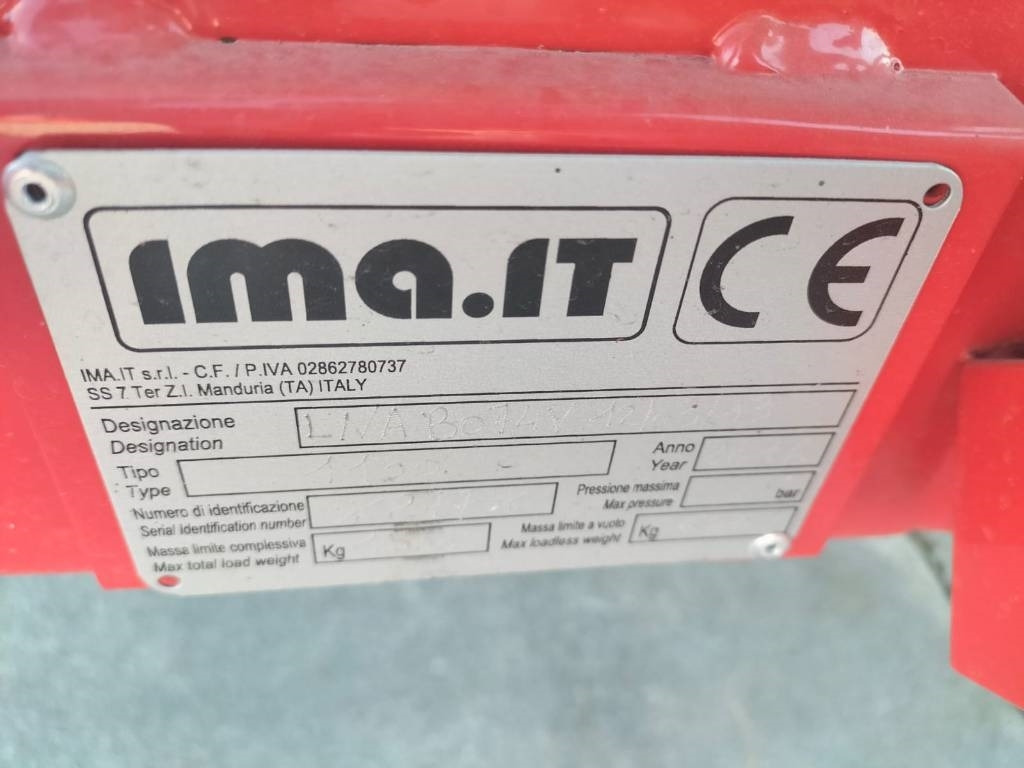 ıma.ıT
CE
IMA.IT s.r.l. - C.F. / P.IVA 02862780737
SS 7 Ter Z.I. Manduria (TA) ITALY
Designazione
Designation
Tipo
Type
Anno
Year
Numero di identificazione
Serial Identification number
Pressione massima
Max pressure
bar
Massa limite complessiva
Max total load weight
Kg
Massa limite a vuoto
Max loadless weight
Kg